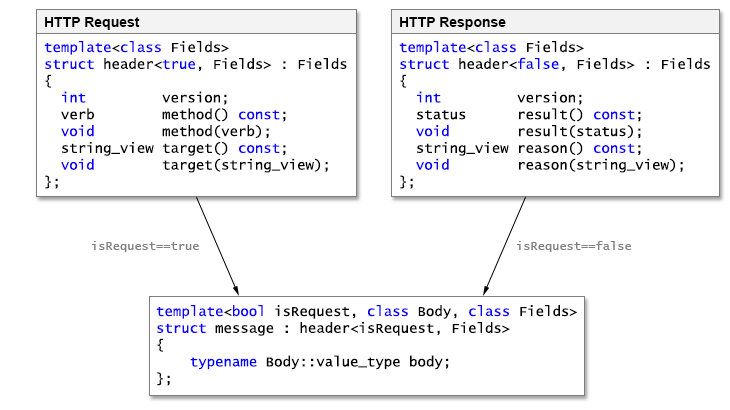 HTTP Request
template<class Fields>
struct header<true, Fields> : Fields
{
  int         version;
  verb        method() const;
  void        method(verb);
  string_view target() const;
  void        target(string_view);
};
HTTP Response
template<class Fields>
struct header<false, Fields> : Fields
{
  int         version;
  status      result() const;
  void        result(status);
  string_view reason() const;
  void        reason(string_view);
};
isRequest==true
isRequest==false
template<bool isRequest, class Body, class Fields>
struct message : header<isRequest, Fields>
{
    typename Body::value_type body;
};